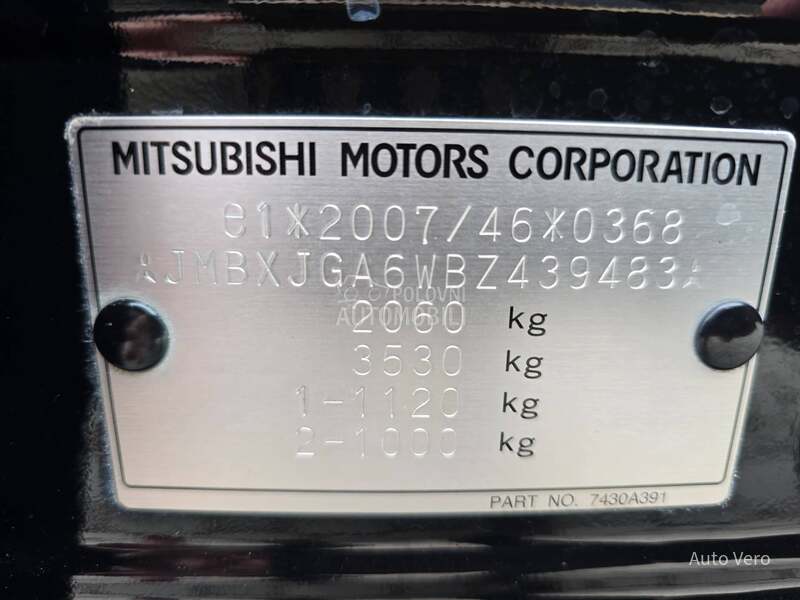 MITSUBISHI MOTORS CORPORATION
e1*2007/46*0368
*JMBXJGA6WBZ439483*
POLOVNI
AUTOMOBILI
2060 kg
3530 kg
1-1120 kg
2-1000 kg
PART NO. 7430A391
Auto Vero